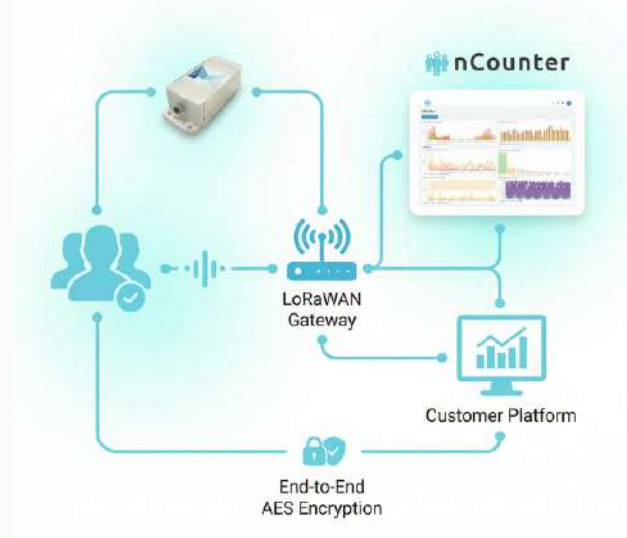 nCounter
LoRaWAN
Gateway
Customer Platform
End-to-End
AES Encryption